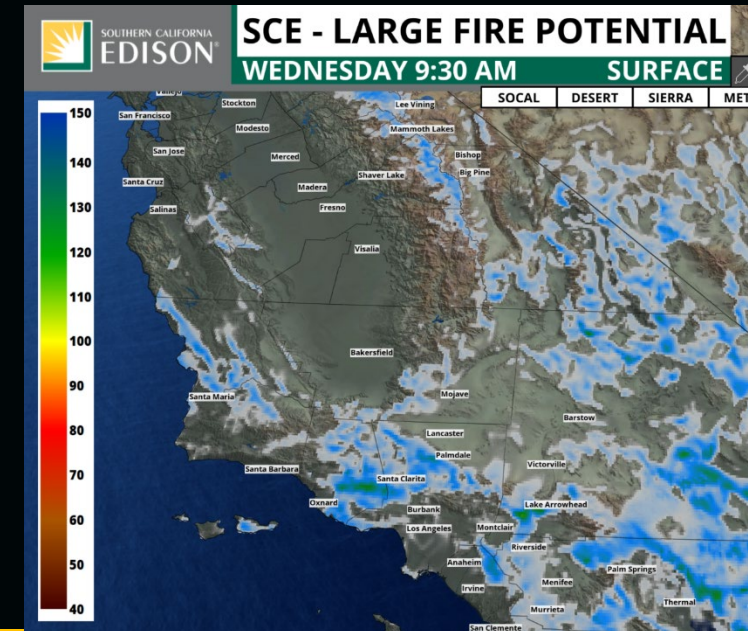 SOUTHERN CALIFORNIA
EDISON®
SCE - LARGE FIRE POTENTIAL
WEDNESDAY 9:30 AM
SURFACE
SOCAL
DESERT
SIERRA
MET
150
140
130
120
110
100
90
80
70
60
50
40
Vallejo
Stockton
Lee Vining
San Francisco
Modesto
Mammoth Lakes
San Jose
Merced
Bishop
Big Pine
Santa Cruz
Madera
Shaver Lake
Salinas
Fresno
Visalia
Bakersfield
Santa Maria
Mojave
Barstow
Lancaster
Palmdale
Santa Barbara
Victorville
Santa Clarita
Oxnard
Burbank
Lake Arrowhead
Los Angeles
Montclair
Riverside
Anaheim
Palm Springs
Irvine
Menifee
Thermal
Murrieta
San Clemente